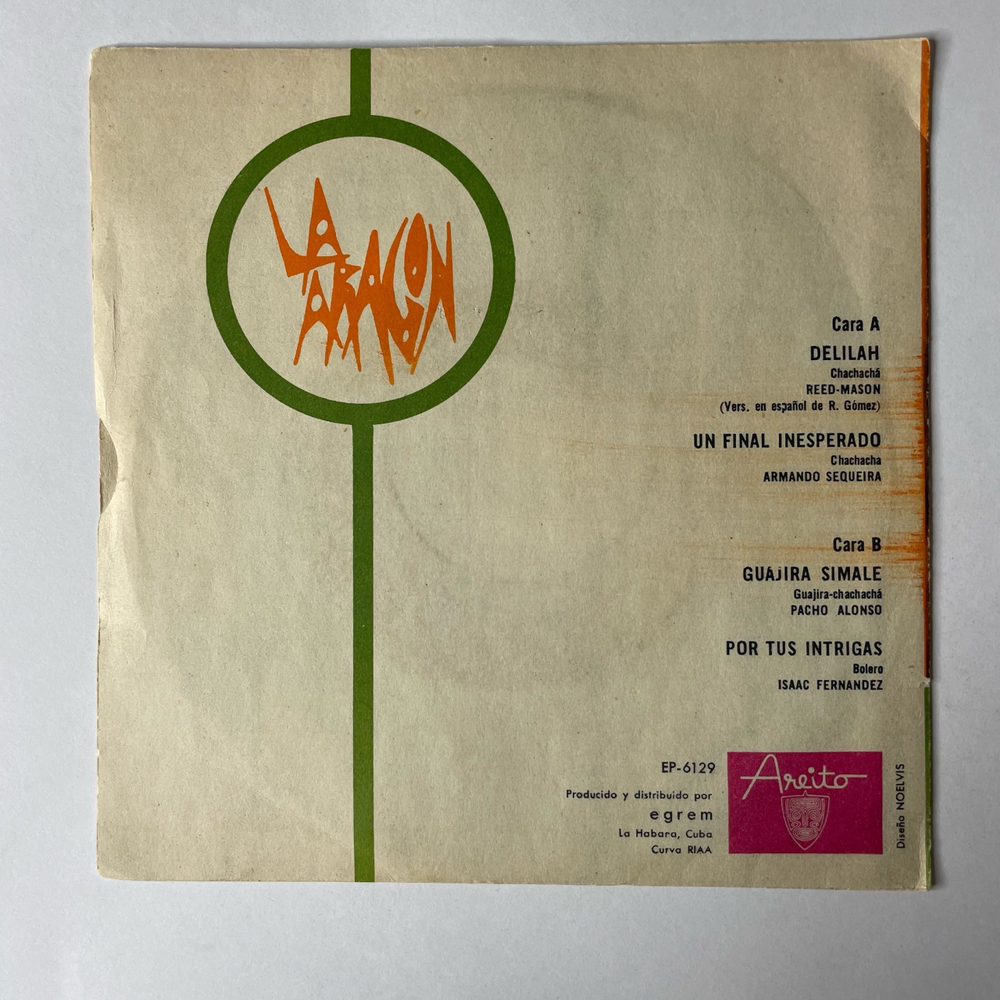 LA
ARAGON
Cara A
DELILAH
Chachachá
REED-MASON
(Vers. en español de R. Gómez)
UN FINAL INESPERADO
Chachacha
ARMANDO SEQUEIRA
Cara B
GUAJIRA SIMALE
Guajira-chachachá
PACHO ALONSO
POR TUS INTRIGAS
Bolero
ISAAC FERNANDEZ
EP-6129
Producido y distribuido por
egrem
La Habara, Cuba
Curva RIAA
Areito
Diseño NOELVIS